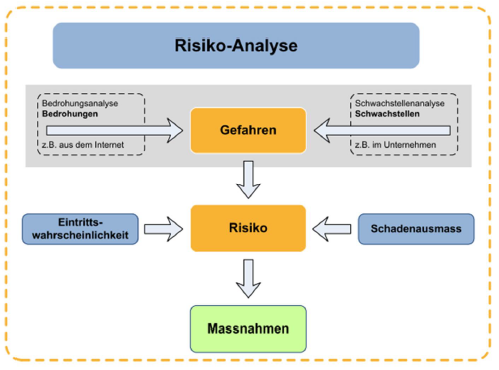 Risiko-Analyse
Bedrohungsanalyse
Bedrohungen
z.B. aus dem Internet
Gefahren
Schwachstellenanalyse
Schwachstellen
z.B. im Unternehmen
Eintritts-
wahrscheinlichkeit
Risiko
Schadenausmass
Massnahmen